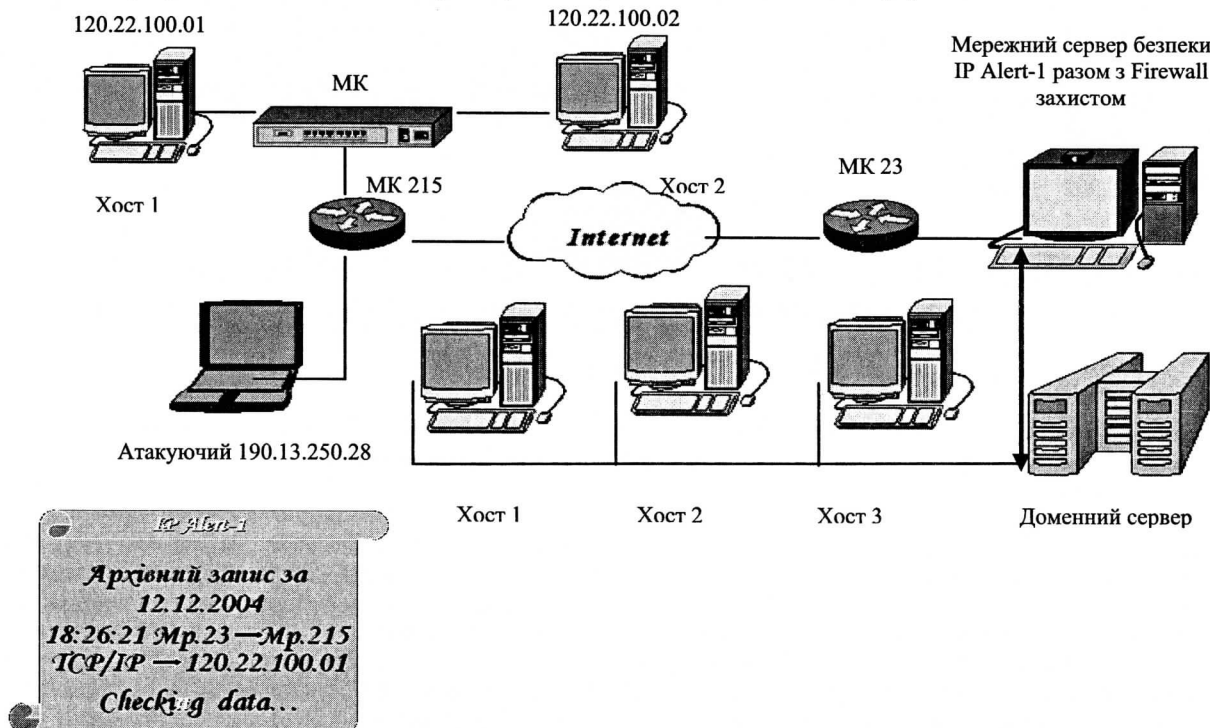 120.22.100.01
120.22.100.02
Мережний сервер безпеки
IP Alert-1 разом з Firewall
захистом
МК
Хост 1
МК 215
Хост 2
МК 23
Internet
Атакуючий 190.13.250.28
Хост 1
Хост 2
Хост 3
Доменний сервер
IP Alert-1
Архівний запис за
12.12.2004
18:26:21 Мр.23 —Мр.215
TCP/IP — 120.22.100.01
Checking data...